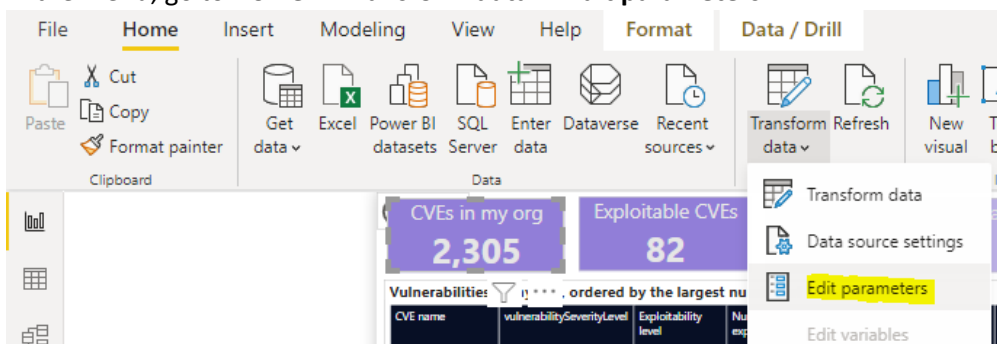 File Home Insert Modeling View Help Format Data / Drill
Cut
Copy
Format painter
Paste
Get data
Excel
Power BI datasets
SQL Server
Enter data
Dataverse
Recent sources
Transform data
Refresh
New visual
Clipboard
Data
Transform data
Data source settings
Edit parameters
Edit variables
CVEs in my org
2,305
Exploitable CVEs
82
Vulnerabilities , ordered by the largest
CVE name
vulnerabilitySeverityLevel
Exploitability level